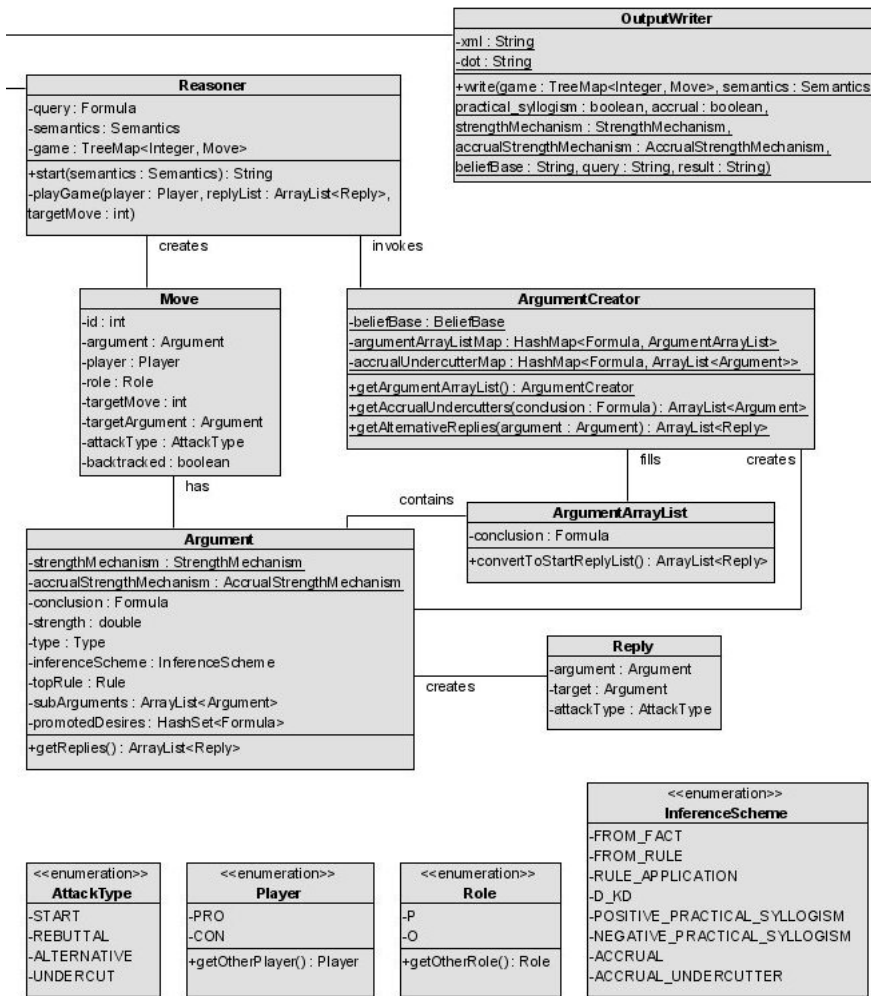 OutputWriter
-xml : String
-dot : String
+write(game : TreeMap<Integer, Move>, semantics : Semantics
practical_syllogism : boolean, accrual : boolean,
strengthMechanism : StrengthMechanism,
accrualStrengthMechanism : AccrualStrengthMechanism,
beliefBase : String, query : String, result : String)
Reasoner
-query : Formula
-semantics : Semantics
-game : TreeMap<Integer, Move>
+start(semantics : Semantics) : String
-playGame(player : Player, replyList : ArrayList<Reply>,
targetMove : int)
creates
invokes
Move
-id : int
-argument : Argument
-player : Player
-role : Role
-targetMove : int
-targetArgument : Argument
-attackType : AttackType
-backtracked : boolean
ArgumentCreator
-beliefBase : BeliefBase
-argumentArrayListMap : HashMap<Formula, ArgumentArrayList>
-accrualUndercutterMap : HashMap<Formula, ArrayList<Argument>>
+getArgumentArrayList() : ArgumentCreator
+getAccrualUndercutters(conclusion : Formula) : ArrayList<Argument>
+getAlternativeReplies(argument : Argument) : ArrayList<Reply>
has
fills
creates
contains
ArgumentArrayList
-conclusion : Formula
+convertToStartReplyList() : ArrayList<Reply>
Argument
-strengthMechanism : StrengthMechanism
-accrualStrengthMechanism : AccrualStrengthMechanism
-conclusion : Formula
-strength : double
-type : Type
-inferenceScheme : InferenceScheme
-topRule : Rule
-subArguments : ArrayList<Argument>
-promotedDesires : HashSet<Formula>
+getReplies() : ArrayList<Reply>
creates
Reply
-argument : Argument
-target : Argument
-attackType : AttackType
<<enumeration>>
AttackType
-START
-REBUTTAL
-ALTERNATIVE
-UNDERCUT
<<enumeration>>
Player
-PRO
-CON
+getOtherPlayer() : Player
<<enumeration>>
Role
-P
-O
+getOtherRole() : Role
<<enumeration>>
InferenceScheme
-FROM_FACT
-FROM_RULE
-RULE_APPLICATION
-D_KD
-POSITIVE_PRACTICAL_SYLLOGISM
-NEGATIVE_PRACTICAL_SYLLOGISM
-ACCRUAL
-ACCRUAL_UNDERCUTTER